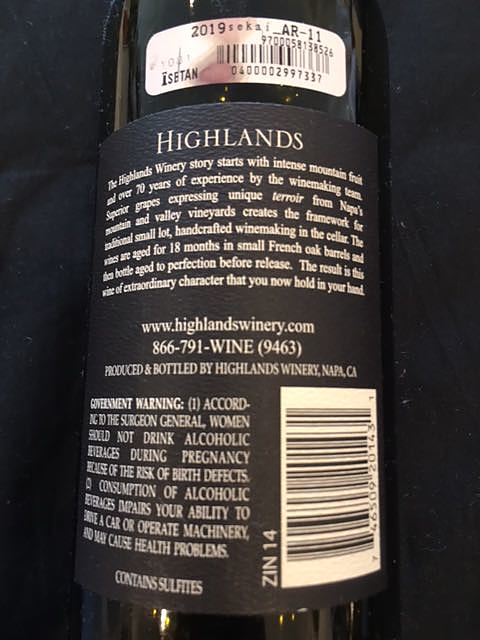 2019sekai_AR-11
9700058138526
ISETAN
0400002997337
HIGHLANDS
The Highlands Winery story starts with intense mountain fruit
and over 70 years of experience by the winemaking team.
Superior grapes expressing unique terroir from Napa's
mountain and valley vineyards creates the framework for
traditional small lot, handcrafted winemaking in the cellar. The
wines are aged for 18 months in small French oak barrels and
then bottle aged to perfection before release. The result is this
wine of extraordinary character that you now hold in your hand.
www.highlandswinery.com
866-791-WINE (9463)
PRODUCED & BOTTLED BY HIGHLANDS WINERY, NAPA, CA
GOVERNMENT WARNING: (1) ACCORD-
ING TO THE SURGEON GENERAL, WOMEN
SHOULD NOT DRINK ALCOHOLIC
BEVERAGES DURING PREGNANCY
BECAUSE OF THE RISK OF BIRTH DEFECTS.
(2) CONSUMPTION OF ALCOHOLIC
BEVERAGES IMPAIRS YOUR ABILITY TO
DRIVE A CAR OR OPERATE MACHINERY,
AND MAY CAUSE HEALTH PROBLEMS.
CONTAINS SULFITES
ZIN 14
7 46509 20143 1